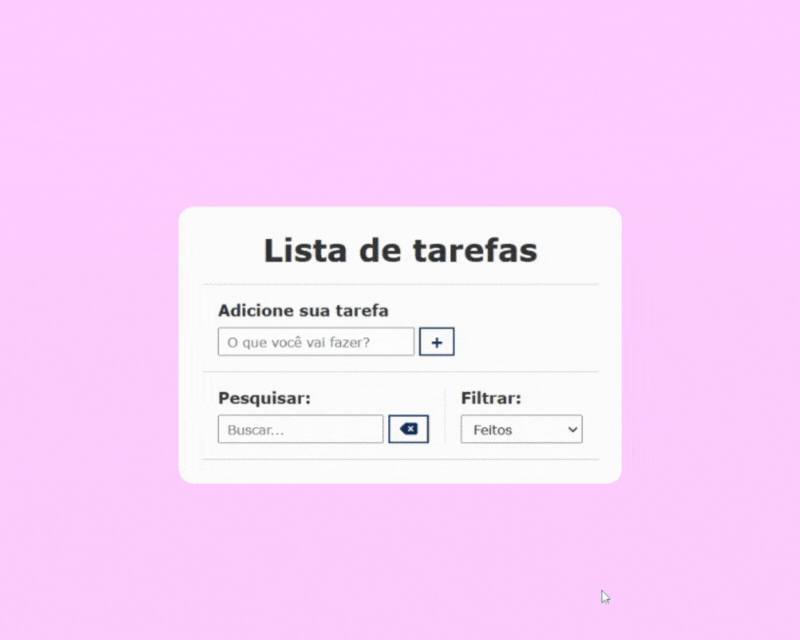 Lista de tarefas
Adicione sua tarefa
O que você vai fazer?
+
Pesquisar:
Filtrar:
Buscar...
Feitos